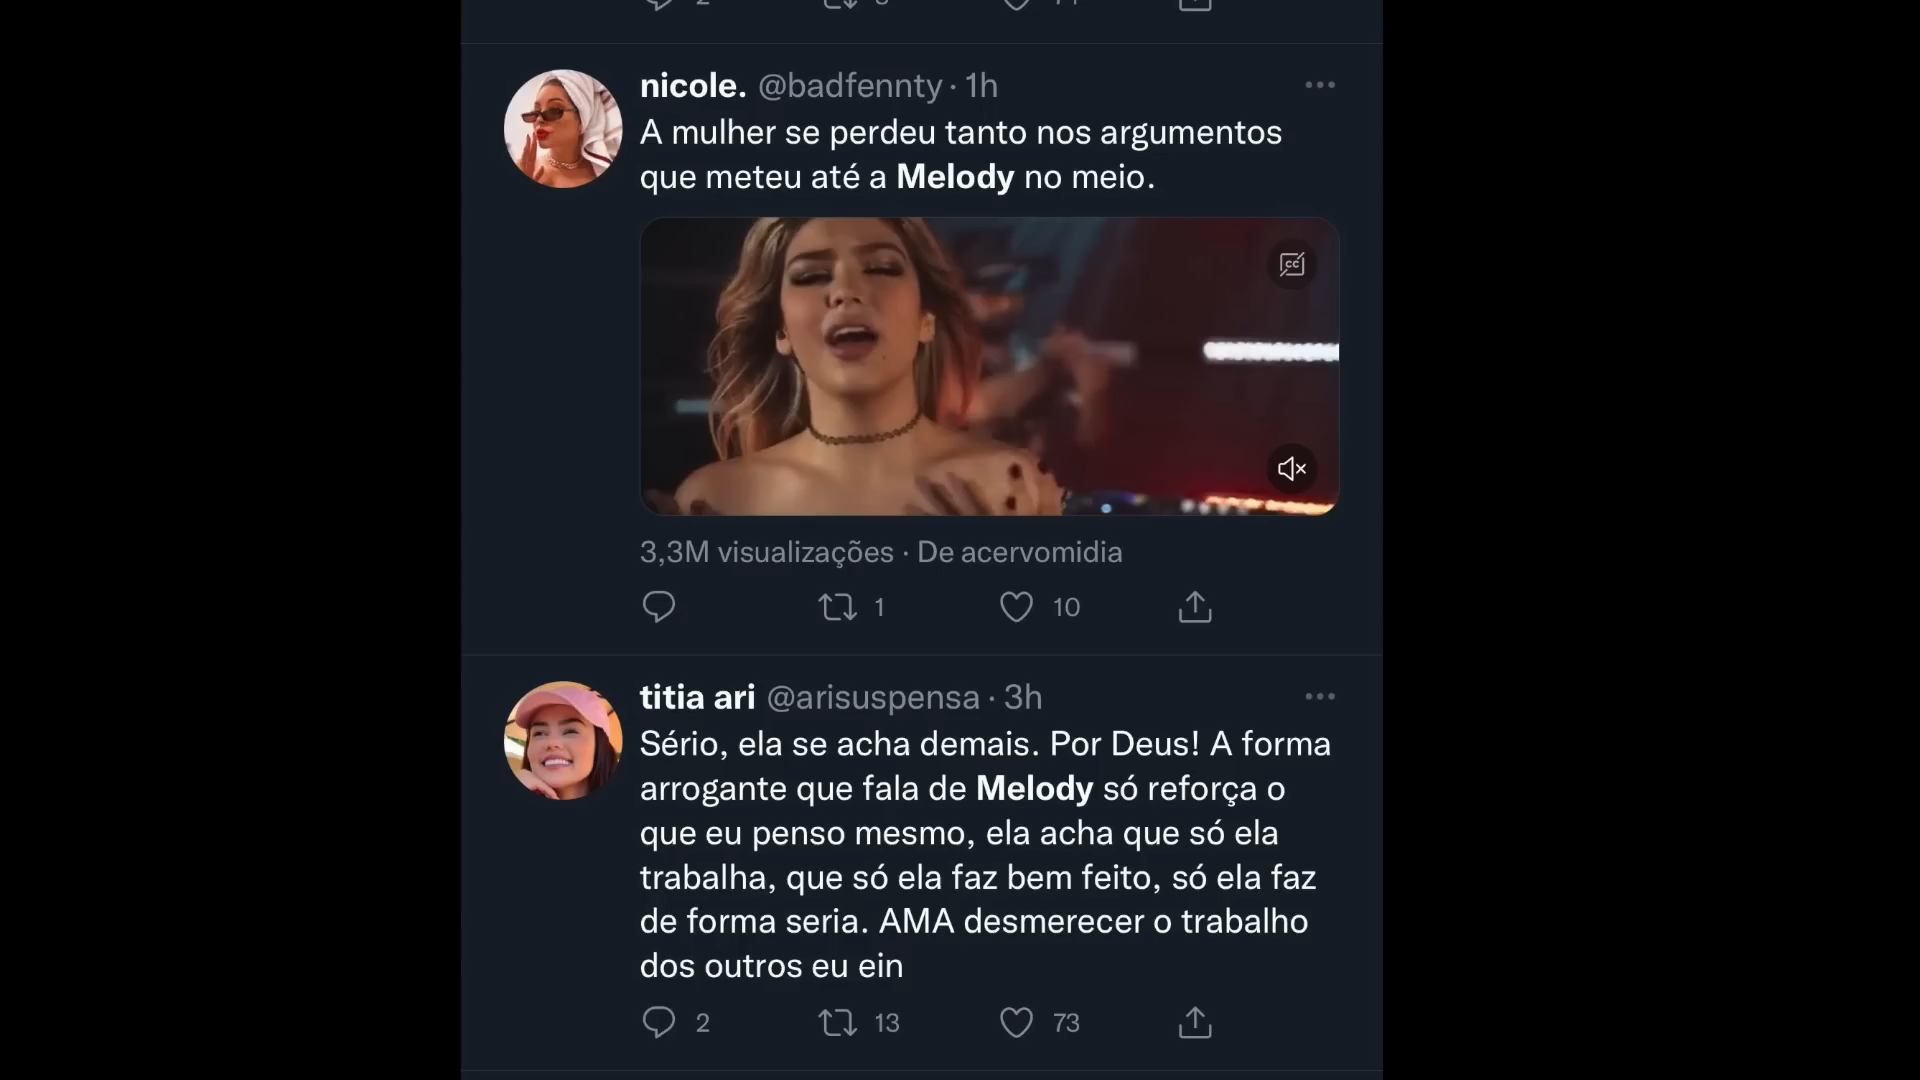 2 71
nicole. @badfennty · 1h
A mulher se perdeu tanto nos argumentos
que meteu até a Melody no meio.
CC
3,3M visualizações · De acervomidia
1 10
titia ari @arisuspensa · 3h
Sério, ela se acha demais. Por Deus! A forma
arrogante que fala de Melody só reforça o
que eu penso mesmo, ela acha que só ela
trabalha, que só ela faz bem feito, só ela faz
de forma seria. AMA desmerecer o trabalho
dos outros eu ein
2 13 73